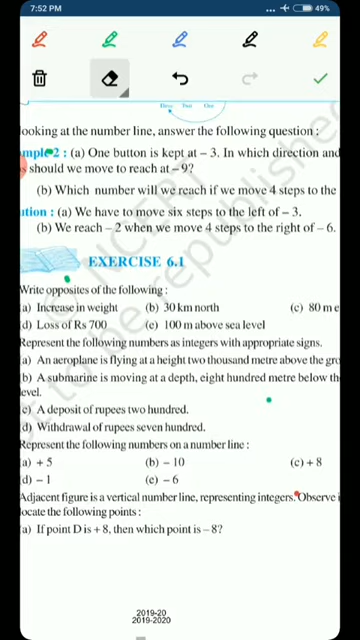 7:52 PM
... 49%
Three Two One
ooking at the number line, answer the following question :
mple 2 : (a) One button is kept at – 3. In which direction and
should we move to reach at –9?
(b) Which number will we reach if we move 4 steps to the
ution : (a) We have to move six steps to the left of – 3.
(b) We reach – 2 when we move 4 steps to the right of – 6.
EXERCISE 6.1
Write opposites of the following :
a) Increase in weight (b) 30 km north (c) 80 m e
d) Loss of Rs 700 (e) 100 m above sea level
Represent the following numbers as integers with appropriate signs.
a) An aeroplane is flying at a height two thousand metre above the gro
b) A submarine is moving at a depth, eight hundred metre below th
level.
c) A deposit of rupees two hundred.
d) Withdrawal of rupees seven hundred.
Represent the following numbers on a number line :
a) + 5 (b) – 10 (c) + 8
d) – 1 (e) – 6
Adjacent figure is a vertical number line, representing integers. Observe i
locate the following points :
a) If point D is + 8, then which point is – 8?
2019-20
2019-2020